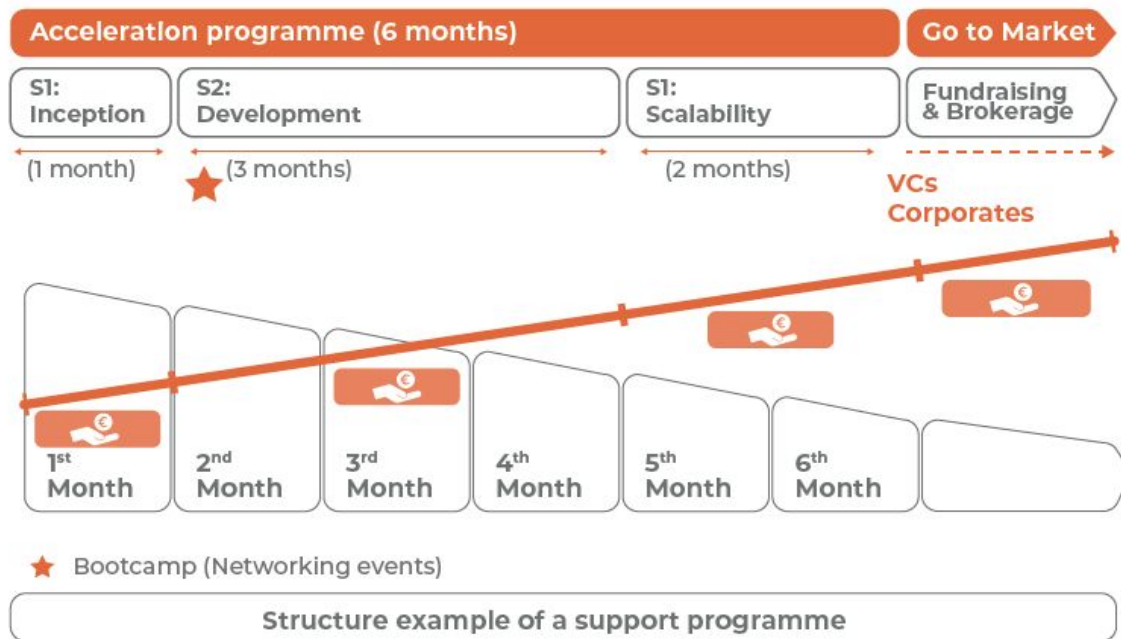 Acceleration programme (6 months)
Go to Market
S1:
Inception
S2:
Development
S1:
Scalability
Fundraising
& Brokerage
(1 month)
(3 months)
(2 months)
VCs
Corporates
€
€
€
€
1st
Month
2nd
Month
3rd
Month
4th
Month
5th
Month
6th
Month
Bootcamp (Networking events)
Structure example of a support programme